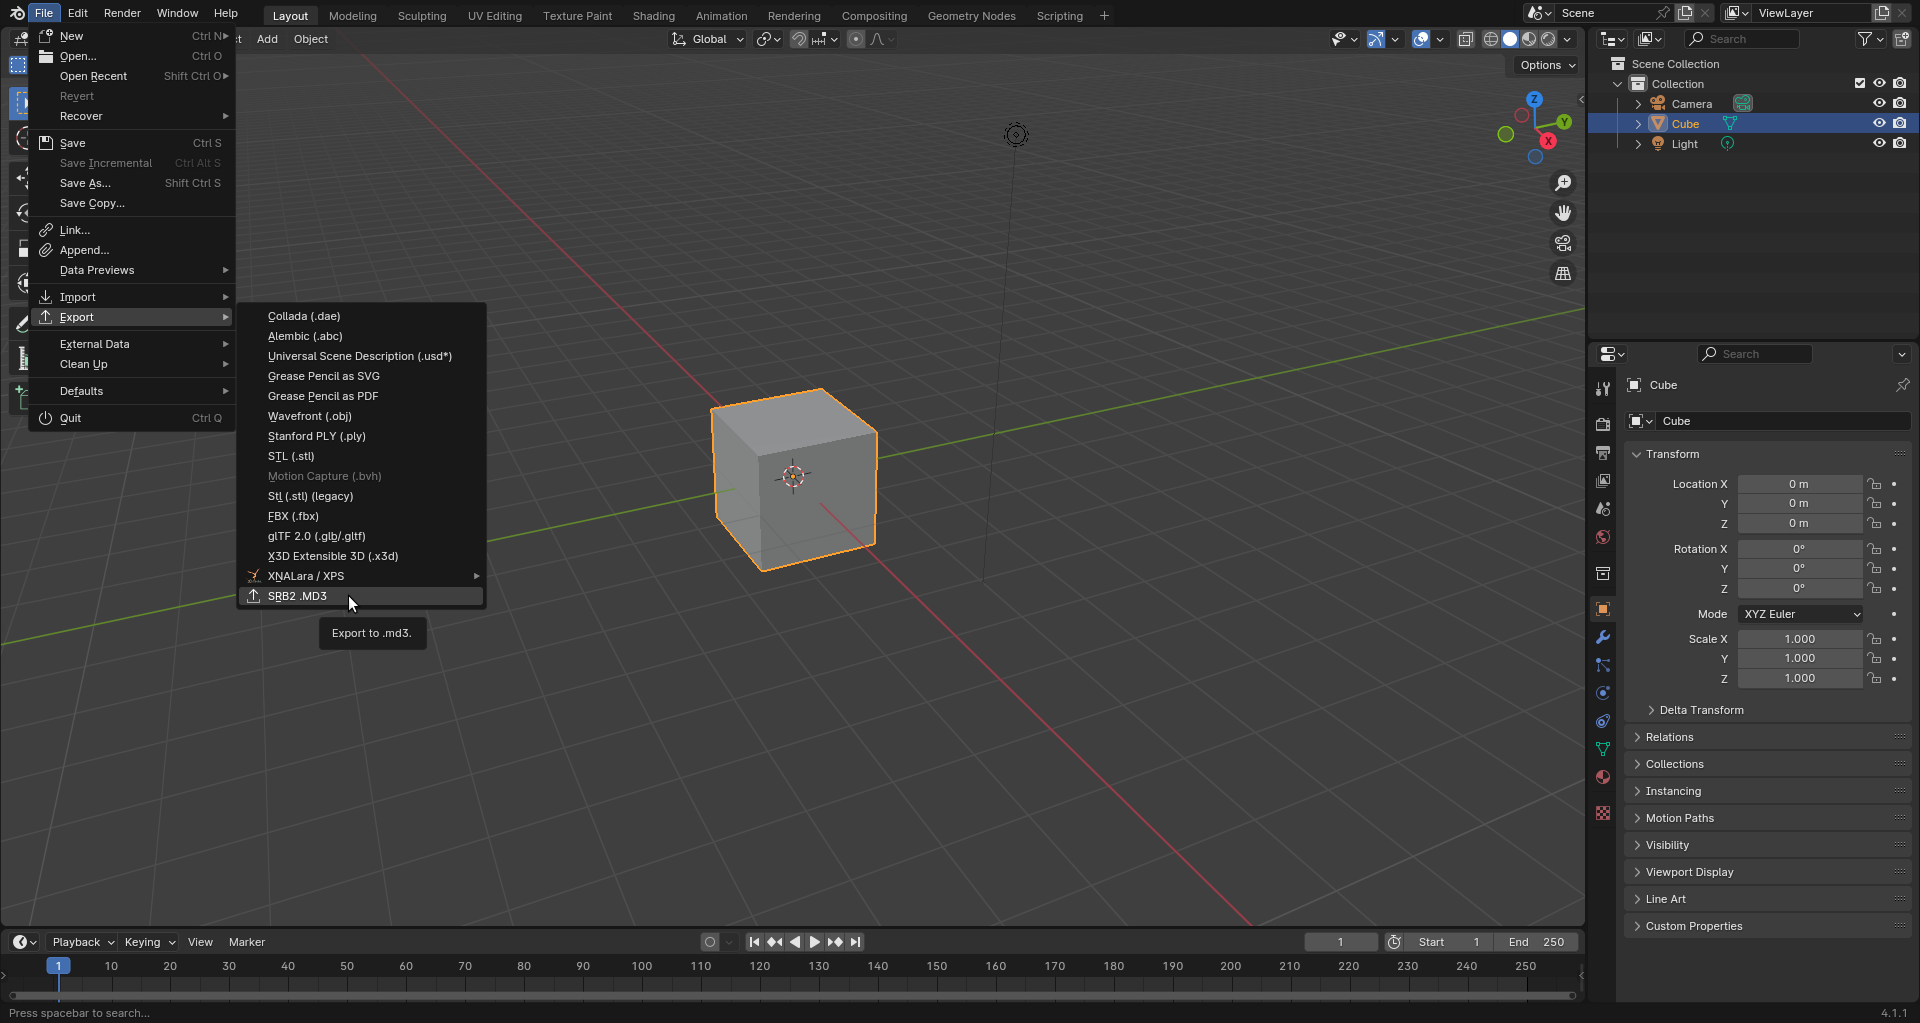 File Edit Render Window Help Layout Modeling Sculpting UV Editing Texture Paint Shading Animation Rendering Compositing Geometry Nodes Scripting + Scene ViewLayer
New Ctrl N
Open... Ctrl O
Open Recent Shift Ctrl O
Revert
Recover
Save Ctrl S
Save Incremental Ctrl Alt S
Save As... Shift Ctrl S
Save Copy...
Link...
Append...
Data Previews
Import
Export
External Data
Clean Up
Defaults
Quit Ctrl Q
Collada (.dae)
Alembic (.abc)
Universal Scene Description (.usd*)
Grease Pencil as SVG
Grease Pencil as PDF
Wavefront (.obj)
Stanford PLY (.ply)
STL (.stl)
Motion Capture (.bvh)
Stl (.stl) (legacy)
FBX (.fbx)
glTF 2.0 (.glb/.gltf)
X3D Extensible 3D (.x3d)
XNALara / XPS
SRB2 .MD3
Export to .md3.
t Add Object Global
Options
Z
Y
X
Search
Scene Collection
Collection
Camera
Cube
Light
Search
Cube
Cube
Transform
Location X 0 m
Y 0 m
Z 0 m
Rotation X 0°
Y 0°
Z 0°
Mode XYZ Euler
Scale X 1.000
Y 1.000
Z 1.000
Delta Transform
Relations
Collections
Instancing
Motion Paths
Visibility
Viewport Display
Line Art
Custom Properties
Playback Keying View Marker 1 Start 1 End 250
1 10 20 30 40 50 60 70 80 90 100 110 120 130 140 150 160 170 180 190 200 210 220 230 240 250
Press spacebar to search... 4.1.1